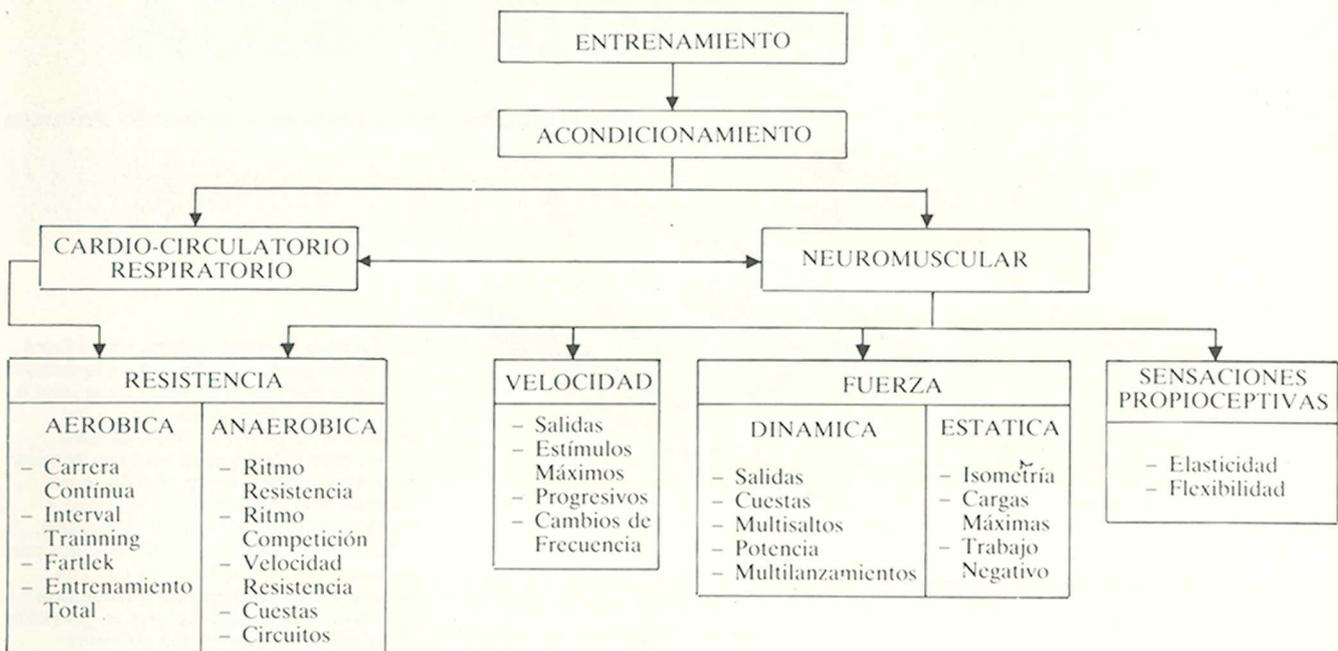 ENTRENAMIENTO
ACONDICIONAMIENTO
CARDIO-CIRCULATORIO
RESPIRATORIO
NEUROMUSCULAR
RESISTENCIA
AEROBICA
– Carrera
Contínua
– Interval
Trainning
– Fartlek
– Entrenamiento
Total
ANAEROBICA
– Ritmo
Resistencia
– Ritmo
Competición
– Velocidad
Resistencia
– Cuestas
– Circuitos
VELOCIDAD
– Salidas
– Estímulos
Máximos
– Progresivos
– Cambios de
Frecuencia
FUERZA
DINAMICA
– Salidas
– Cuestas
– Multisaltos
– Potencia
– Multilanzamientos
ESTATICA
– Isometría
– Cargas
Máximas
– Trabajo
Negativo
SENSACIONES
PROPIOCEPTIVAS
– Elasticidad
– Flexibilidad